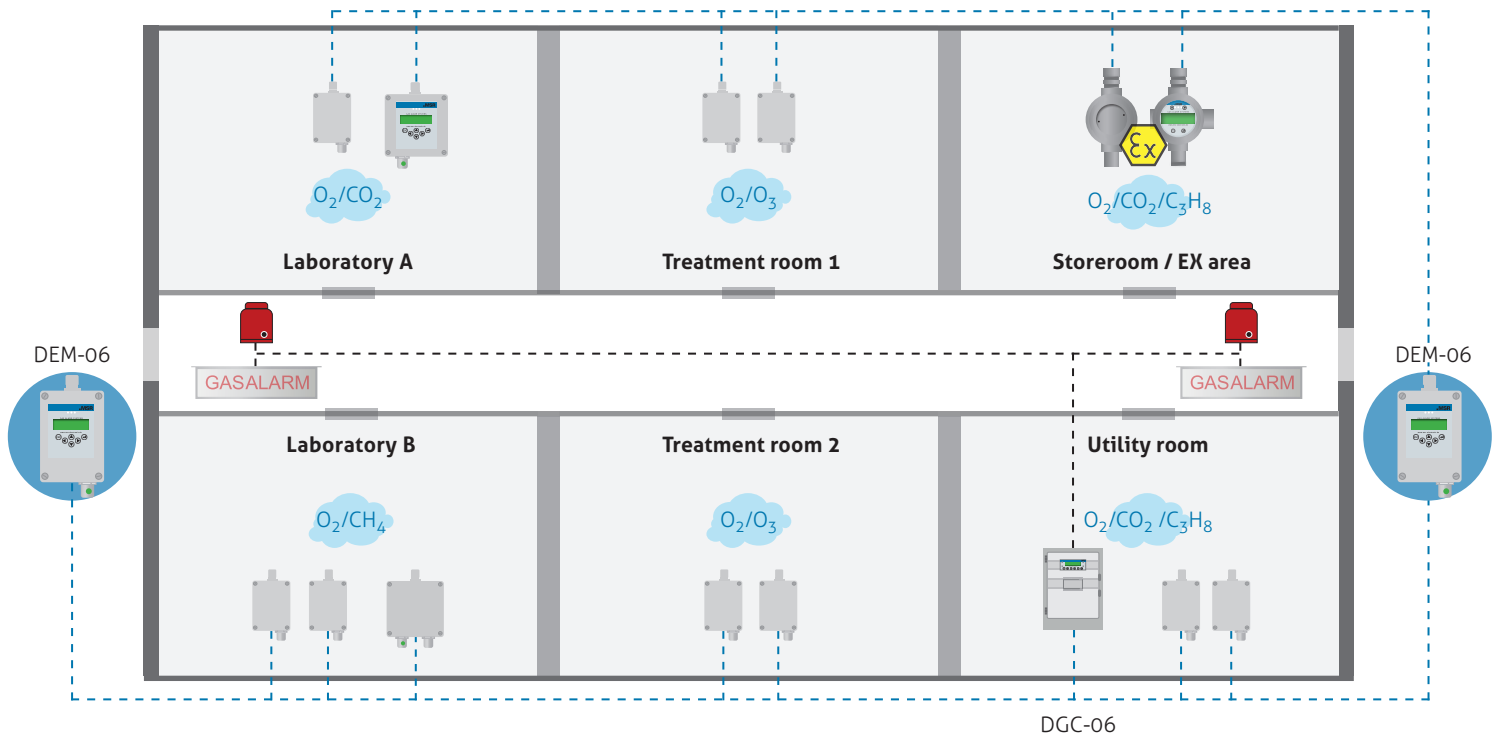 O2/CO2
O2/O3
Ex
O2/CO2/C3H8
Laboratory A
Treatment room 1
Storeroom / EX area
DEM-06
DEM-06
GASALARM
GASALARM
Laboratory B
Treatment room 2
Utility room
O2/CH4
O2/O3
O2/CO2 /C3H8
DGC-06